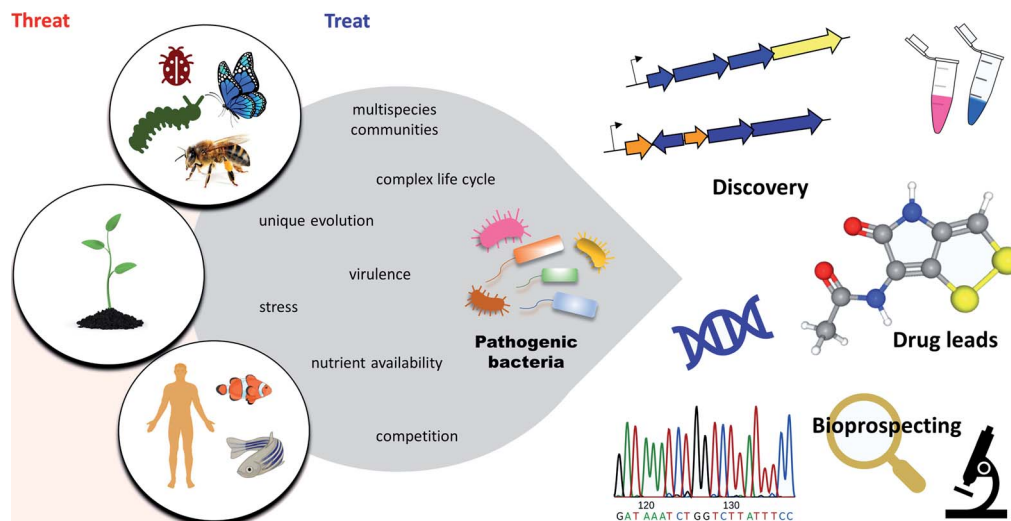 Threat
Treat
multispecies
communities
complex life cycle
unique evolution
virulence
stress
nutrient availability
competition
Pathogenic
bacteria
Discovery
Drug leads
Bioprospecting
120 130
GATAAATCTGGTCTTATTTCC